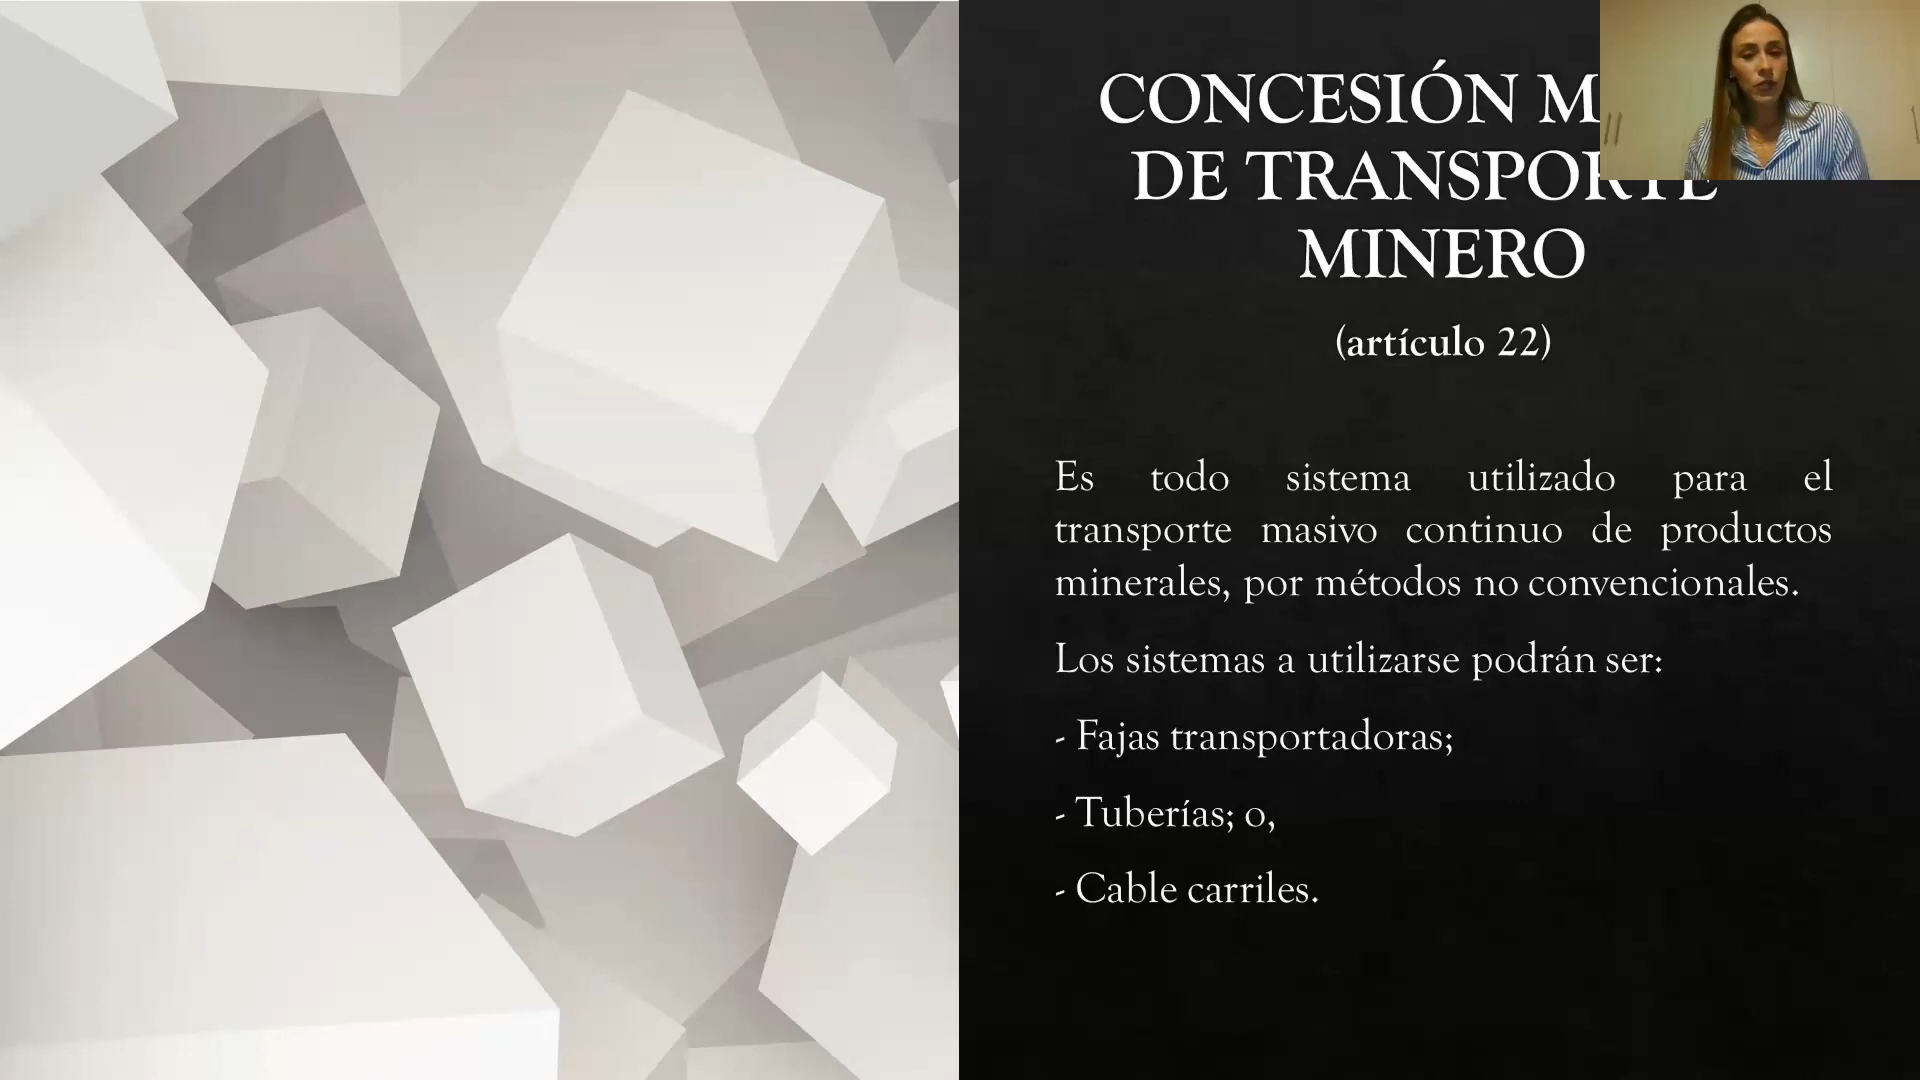 CONCESIÓN
DE TRANSPORTE
MINERO
(artículo 22)
Es todo sistema utilizado para el
transporte masivo continuo de productos
minerales, por métodos no convencionales.
Los sistemas a utilizarse podrán ser:
- Fajas transportadoras;
- Tuberías; o,
- Cable carriles.